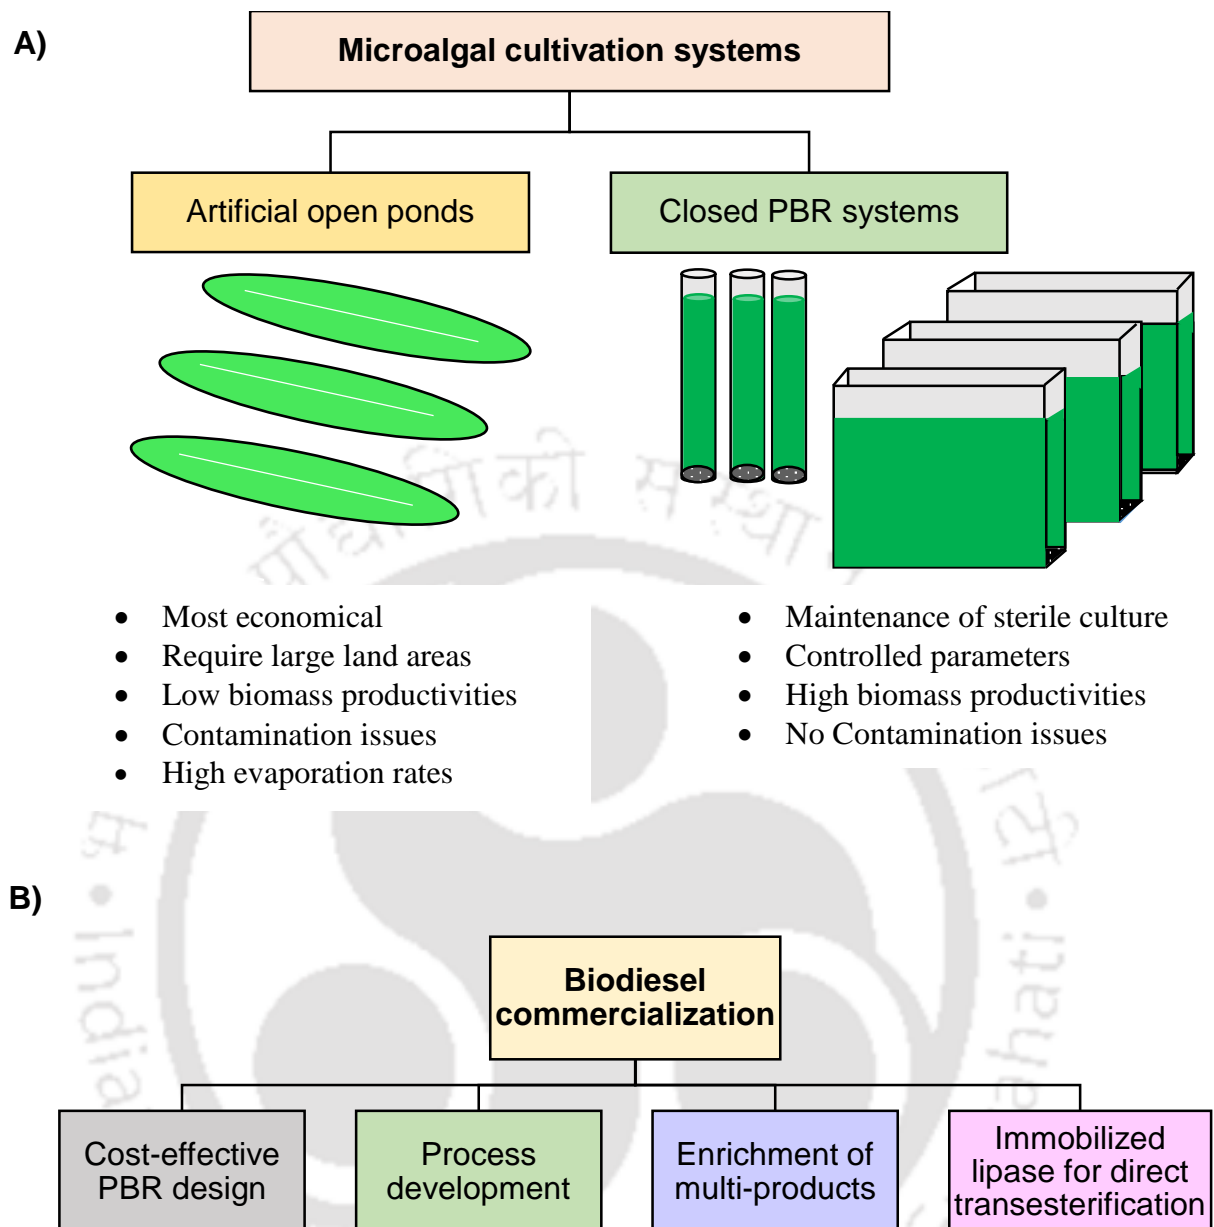 A)
Microalgal cultivation systems
Artificial open ponds
Closed PBR systems
• Most economical
• Require large land areas
• Low biomass productivities
• Contamination issues
• High evaporation rates
• Maintenance of sterile culture
• Controlled parameters
• High biomass productivities
• No Contamination issues
B)
Biodiesel
commercialization
Cost-effective
PBR design
Process
development
Enrichment of
multi-products
Immobilized
lipase for direct
transesterification